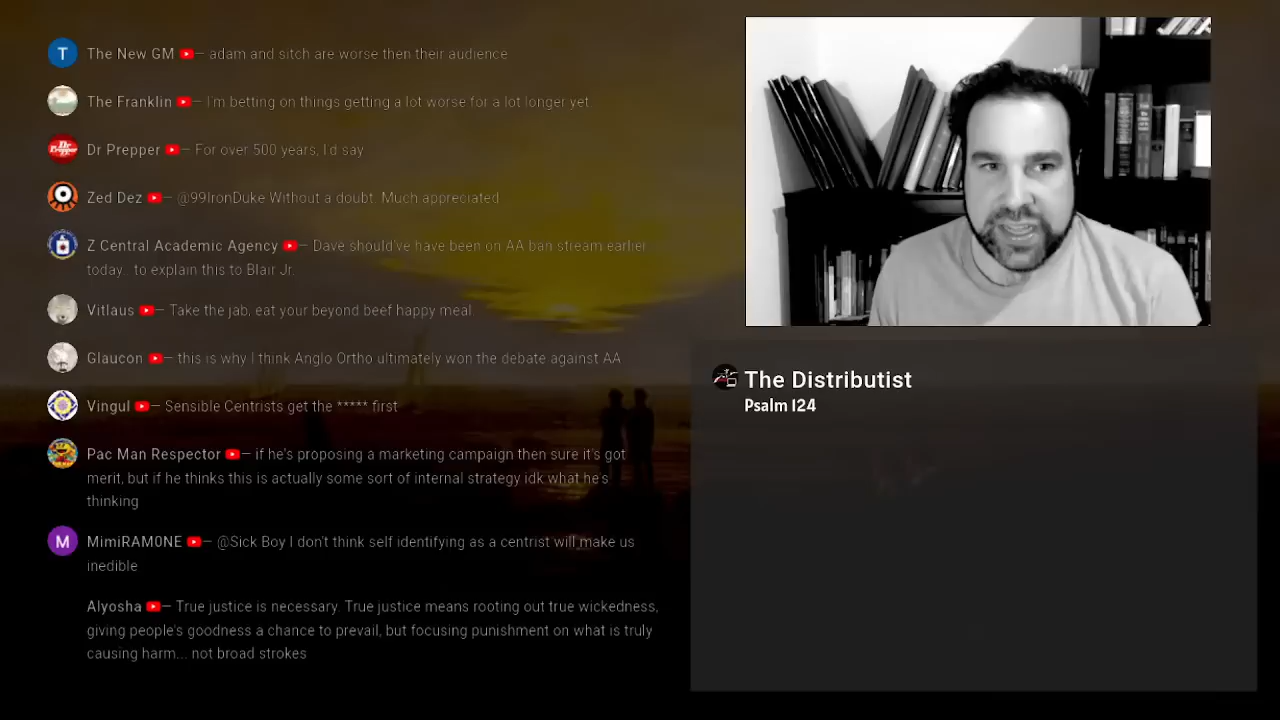 The New GM — adam and sitch are worse then their audience
The Franklin — I'm betting on things getting a lot worse for a lot longer yet.
Dr Prepper — For over 500 years, I'd say
Zed Dez — @99IronDuke Without a doubt. Much appreciated
Z Central Academic Agency — Dave should've have been on AA ban stream earlier
today.. to explain this to Blair Jr.
Vitlaus — Take the jab, eat your beyond beef happy meal
Glaucon — this is why I think Anglo Ortho ultimately won the debate against AA
Vingul — Sensible Centrists get the ***** first
Pac Man Respector — if he's proposing a marketing campaign then sure it's got
merit, but if he thinks this is actually some sort of internal strategy idk what he's
thinking
MimiRAM0NE — @Sick Boy I don't think self identifying as a centrist will make us
inedible
Alyosha — True justice is necessary. True justice means rooting out true wickedness,
giving people's goodness a chance to prevail, but focusing punishment on what is truly
causing harm... not broad strokes
The Distributist
Psalm 124